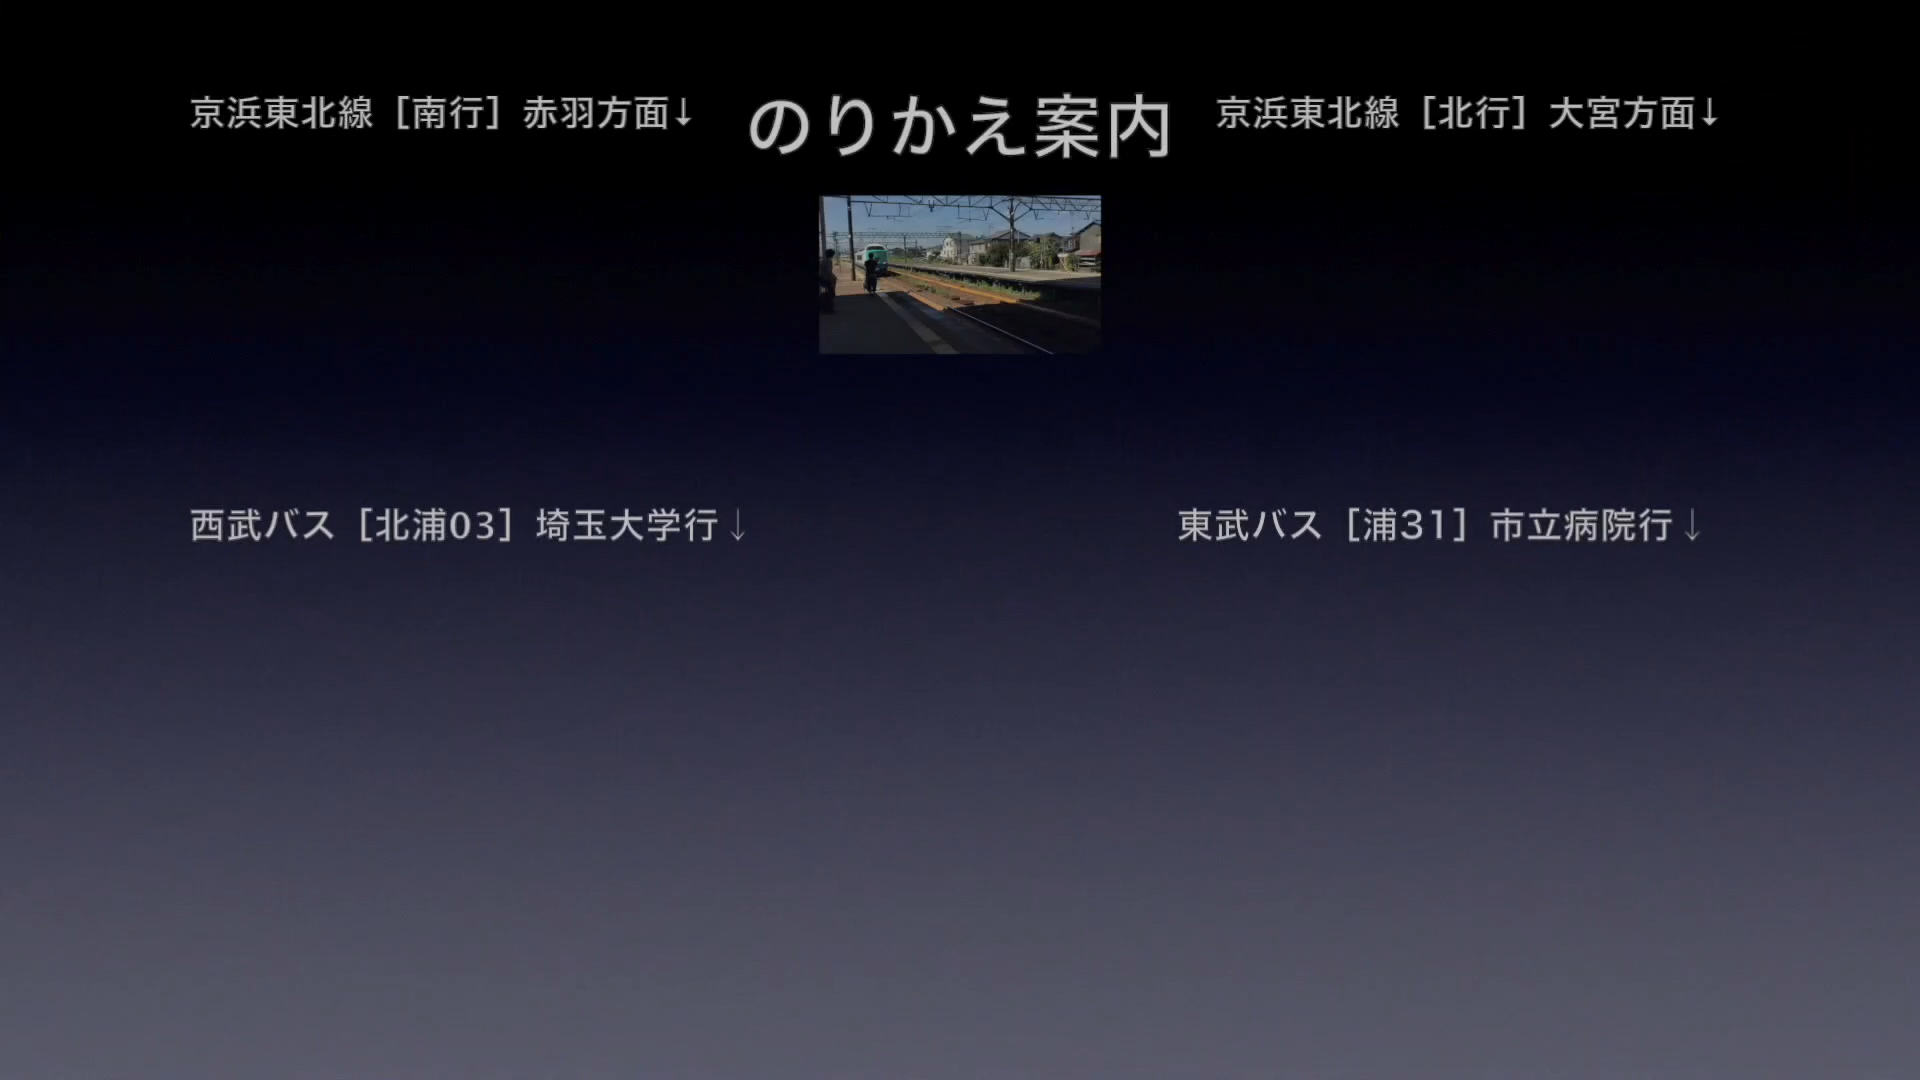 京浜東北線［南行］赤羽方面↓
のりかえ案内
京浜東北線［北行］大宮方面↓
西武バス［北浦03］埼玉大学行↓
東武バス［浦31］市立病院行↓